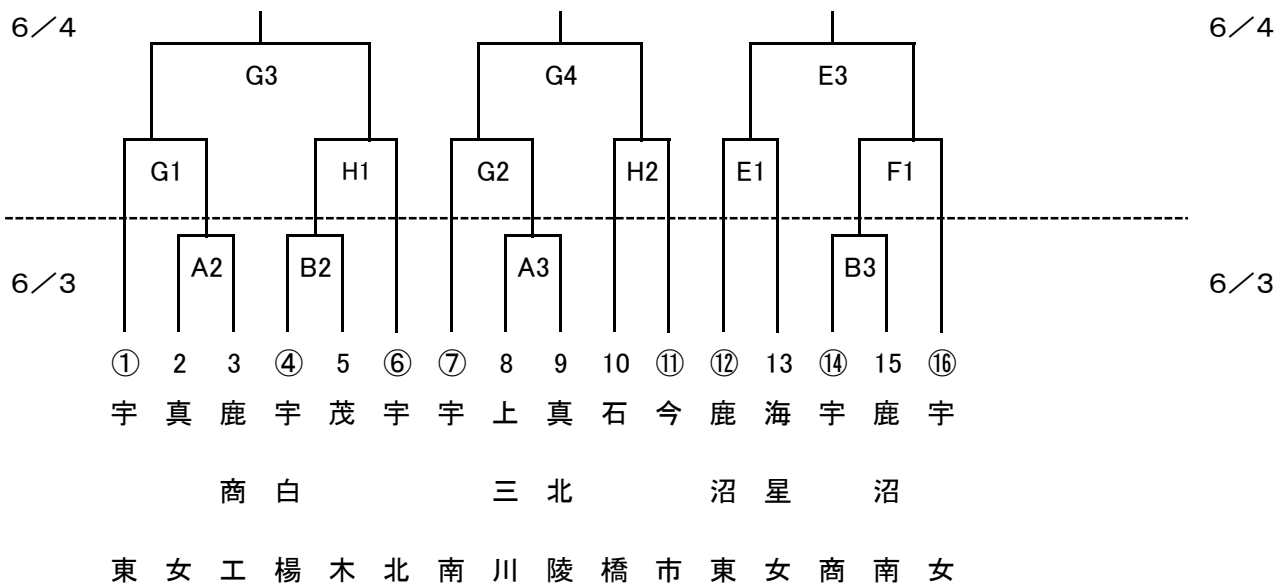 6/4 6/4
G3 G4 E3
G1 H1 G2 H2 E1 F1
6/3 A2 B2 A3 B3 6/3
① 2 3 ④ 5 ⑥ ⑦ 8 9 10 ⑪ ⑫ 13 ⑭ 15 ⑯
宇東
真女
鹿商工
宇白楊
茂木
宇北
宇南
上三川
真北陵
石橋
今市
鹿沼東
海星女
宇商
鹿沼南
宇女